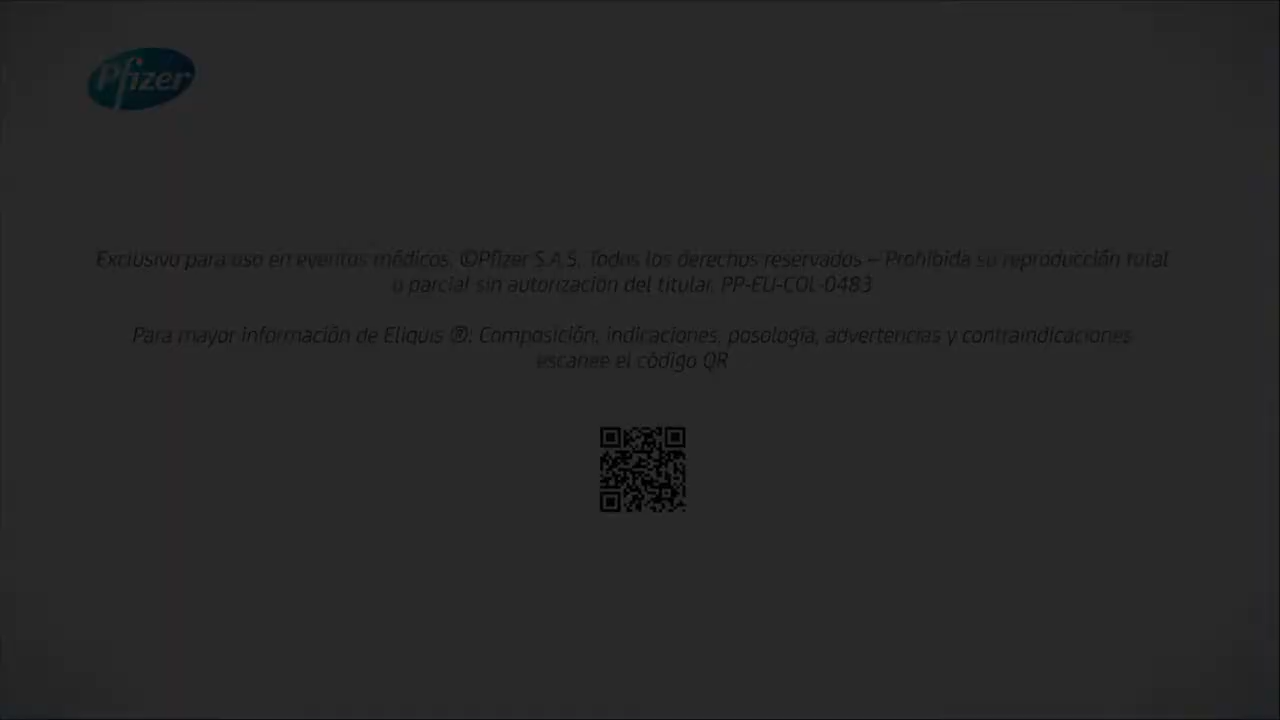 Pfizer
Exclusivo para uso en eventos médicos. ©Pfizer S.A.S. Todos los derechos reservados – Prohibida su reproducción total
o parcial sin autorización del titular. PP-EU-COL-0483
Para mayor información de Eliquis ®: Composición, indicaciones, posología, advertencias y contraindicaciones
escanee el código QR